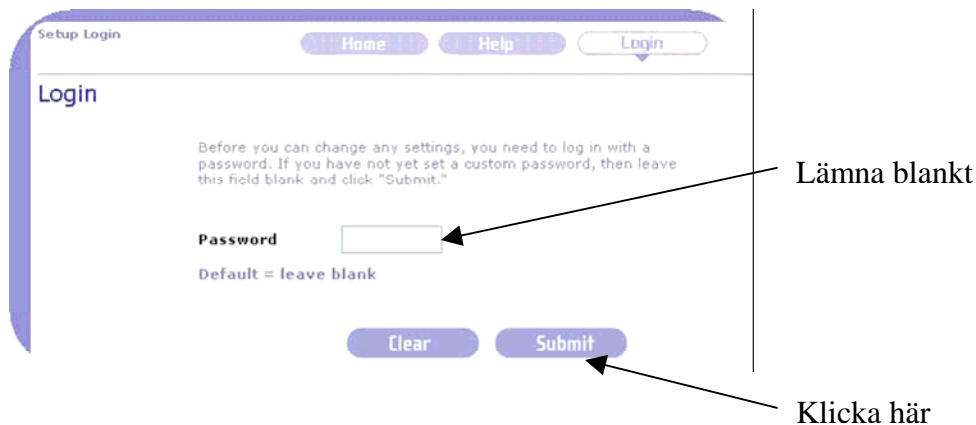 Setup Login
Home Help Login
Login
Before you can change any settings, you need to log in with a
password. If you have not yet set a custom password, then leave
this field blank and click "Submit."
Lämna blankt
Password
Default = leave blank
Clear Submit
Klicka här